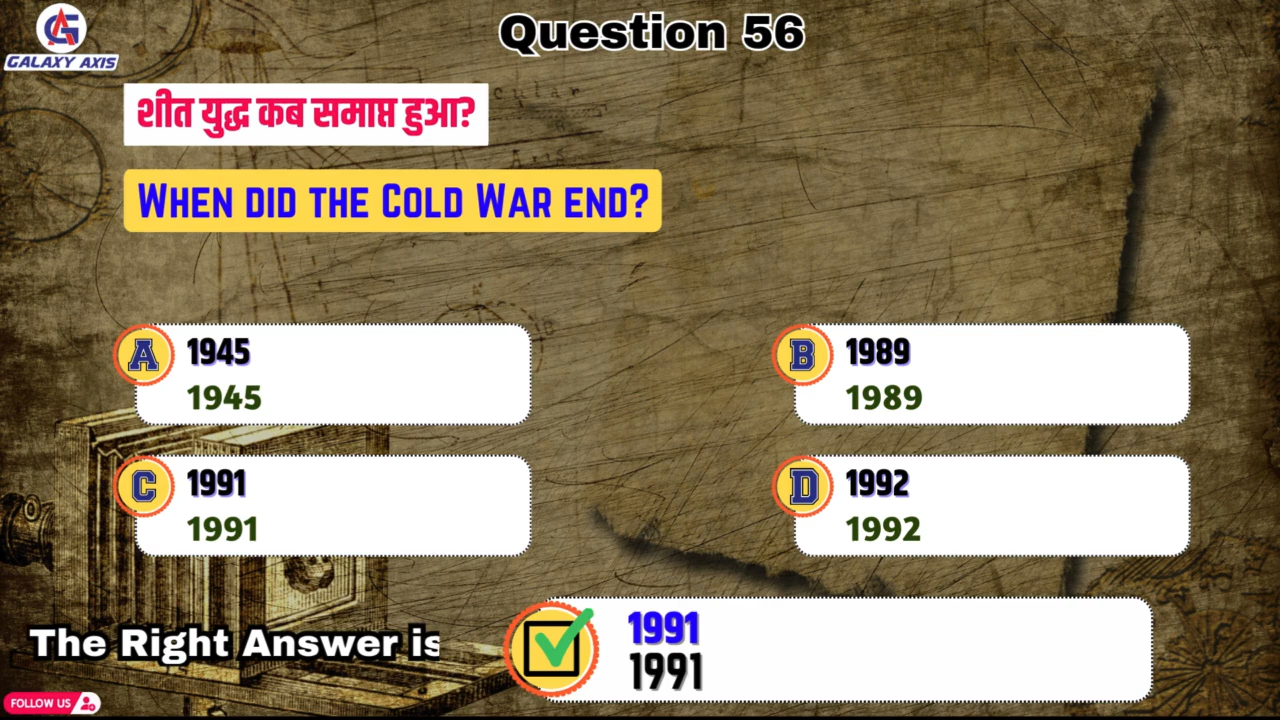 GALAXY AXIS
Question 56
शीत युद्ध कब समाप्त हुआ?
WHEN DID THE COLD WAR END?
A 1945
1945
B 1989
1989
C 1991
1991
D 1992
1992
The Right Answer is
1991
1991
FOLLOW US